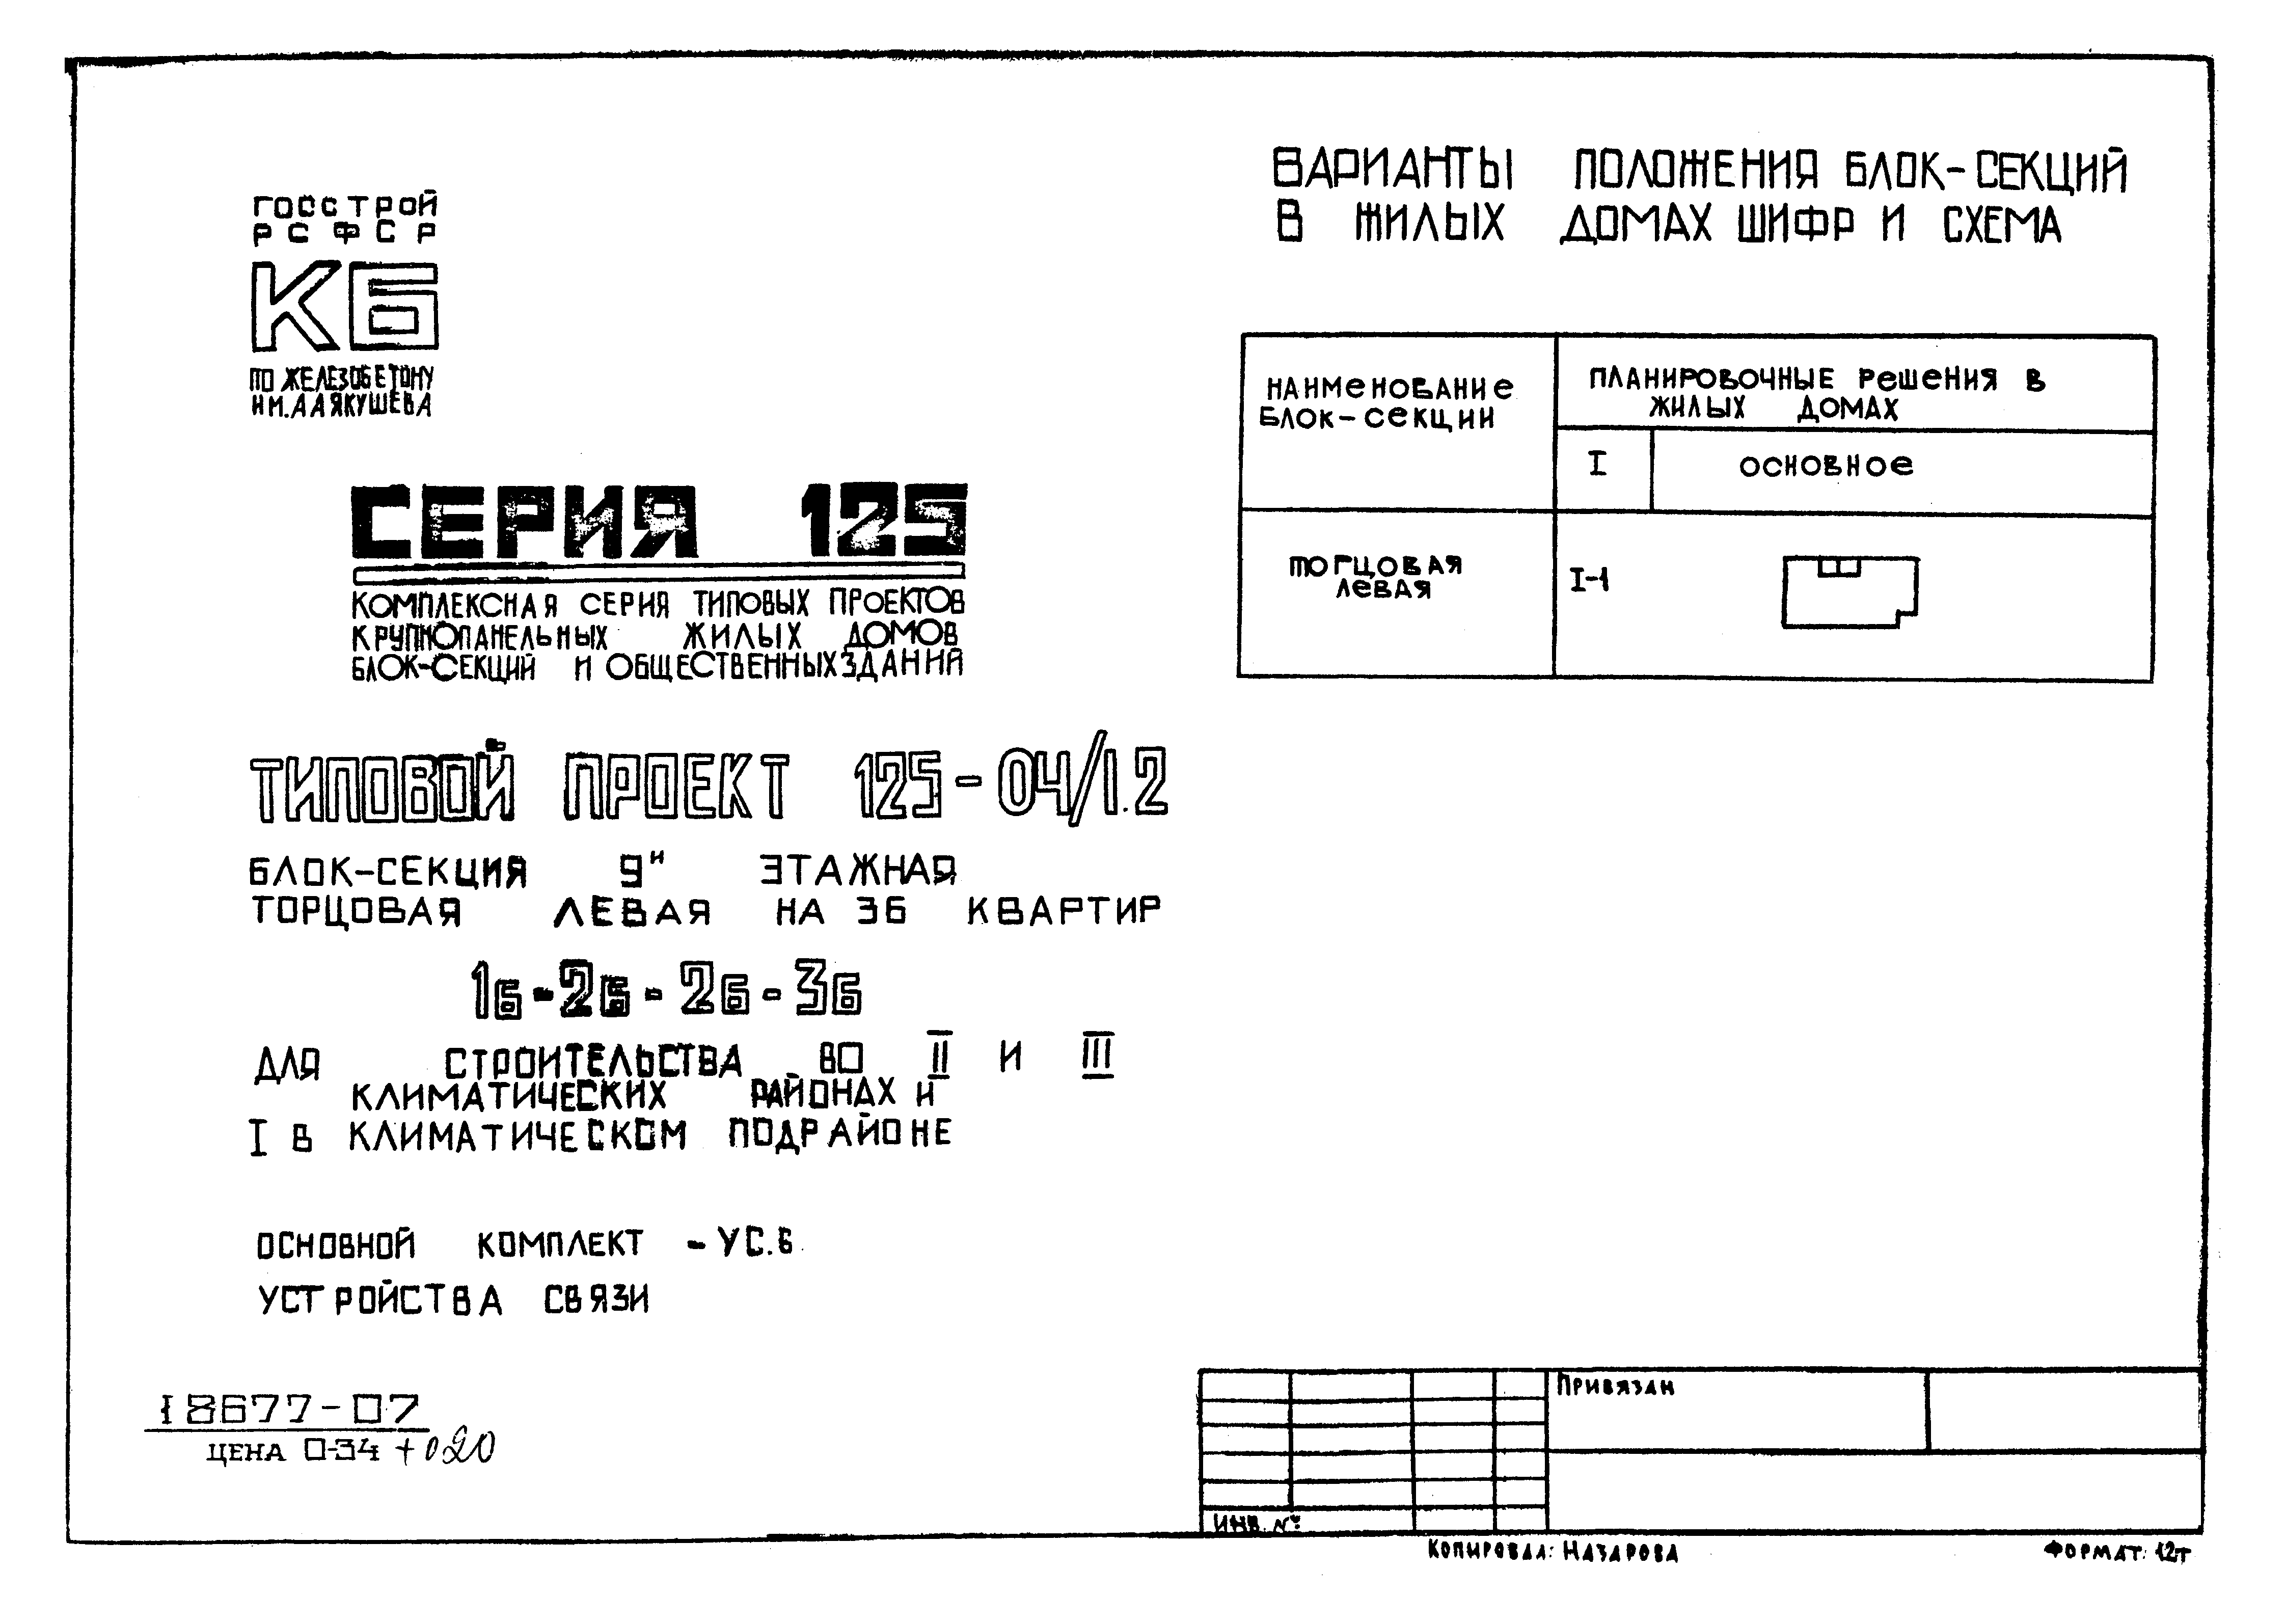 ГОССТРОЙ
РСФСР
КБ
ПО ЖЕЛЕЗОБЕТОНУ
ИМ. А А ЯКУШЕВА
СЕРИЯ 125
КОМПЛЕКСНАЯ СЕРИЯ ТИПОВЫХ ПРОЕКТОВ
КРУПНОПАНЕЛЬНЫХ ЖИЛЫХ ДОМОВ
БЛОК-СЕКЦИЙ И ОБЩЕСТВЕННЫХ ЗДАНИЙ
ТИПОВОЙ ПРОЕКТ 125-04/1.2
БЛОК-СЕКЦИЯ 9И ЭТАЖНАЯ
ТОРЦОВАЯ ЛЕВАЯ НА 36 КВАРТИР
1Б-2Б-2Б-3Б
ДЛЯ СТРОИТЕЛЬСТВА ВО II И III
КЛИМАТИЧЕСКИХ РАЙОНАХ И
I В КЛИМАТИЧЕСКОМ ПОДРАЙОНЕ
ОСНОВНОЙ КОМПЛЕКТ - УС.Б
УСТРОЙСТВА СВЯЗИ
18677-07
ЦЕНА 0-34 + 020
ВАРИАНТЫ ПОЛОЖЕНИЯ БЛОК-СЕКЦИЙ
В ЖИЛЫХ ДОМАХ ШИФР И СХЕМА
НАИМЕНОВАНИЕ
БЛОК-СЕКЦИИ
ПЛАНИРОВОЧНЫЕ РЕШЕНИЯ В
ЖИЛЫХ ДОМАХ
I ОСНОВНОЕ
ТОРЦОВАЯ
ЛЕВАЯ
I-1
ПРИВЯЗАН
ИНВ. №
КОПИРОВАЛ: НАЗАРОВА
ФОРМАТ: 12т